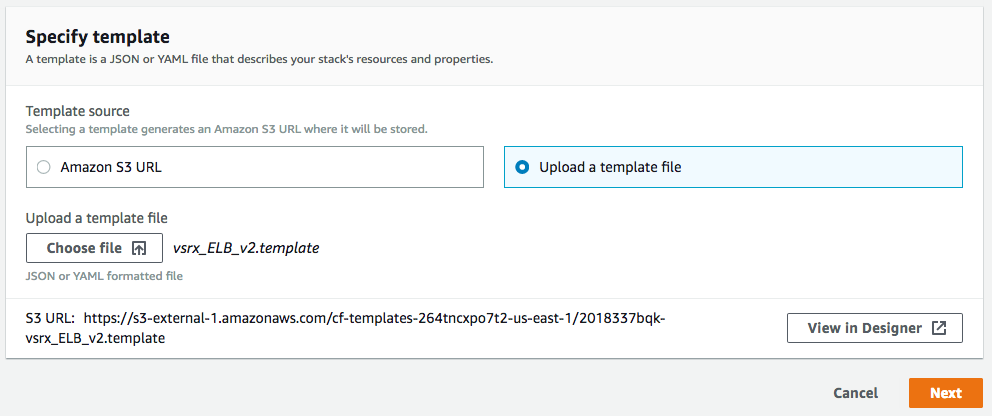 Specify template
A template is a JSON or YAML file that describes your stack's resources and properties.
Template source
Selecting a template generates an Amazon S3 URL where it will be stored.
Amazon S3 URL
Upload a template file
Upload a template file
Choose file
vsrx_ELB_v2.template
JSON or YAML formatted file
S3 URL: https://s3-external-1.amazonaws.com/cf-templates-264tncxpo7t2-us-east-1/2018337bqk-
vsrx_ELB_v2.template
View in Designer
Cancel
Next